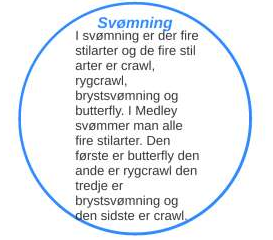 Svømning
I svømning er der fire
stilarter og de fire stil
arter er crawl,
rygcrawl,
brystsvømning og
butterfly. I Medley
svømmer man alle
fire stilarter. Den
første er butterfly den
ande er rygcrawl den
tredje er
brystsvømning og
den sidste er crawl.